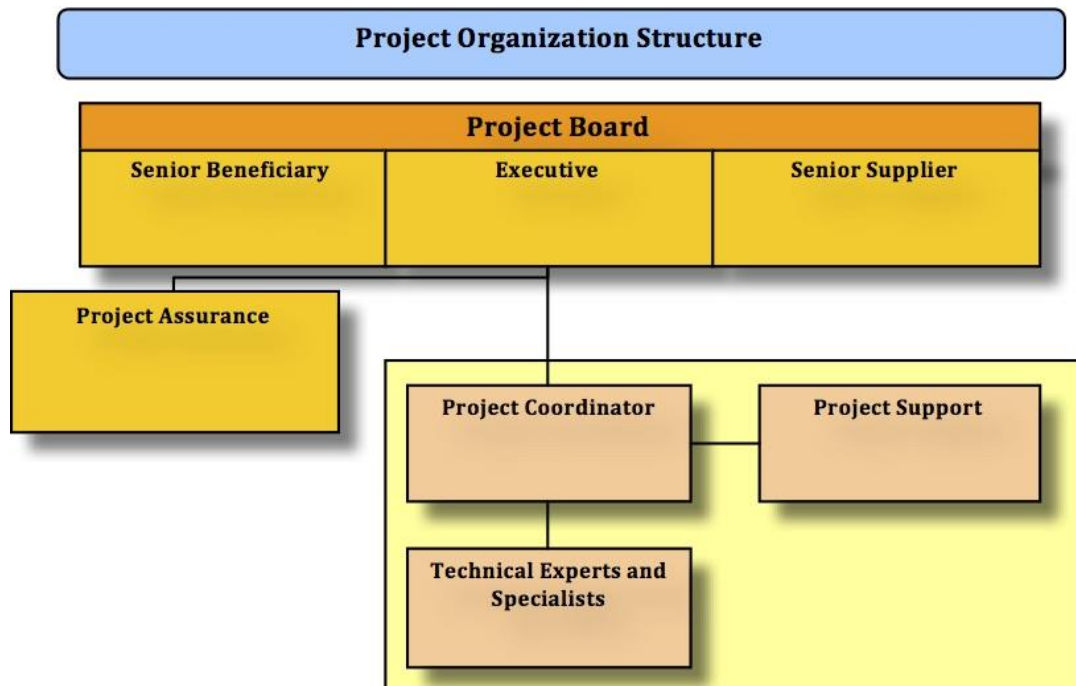 Project Organization Structure
Project Board
Senior Beneficiary
Executive
Senior Supplier
Project Assurance
Project Coordinator
Project Support
Technical Experts and
Specialists